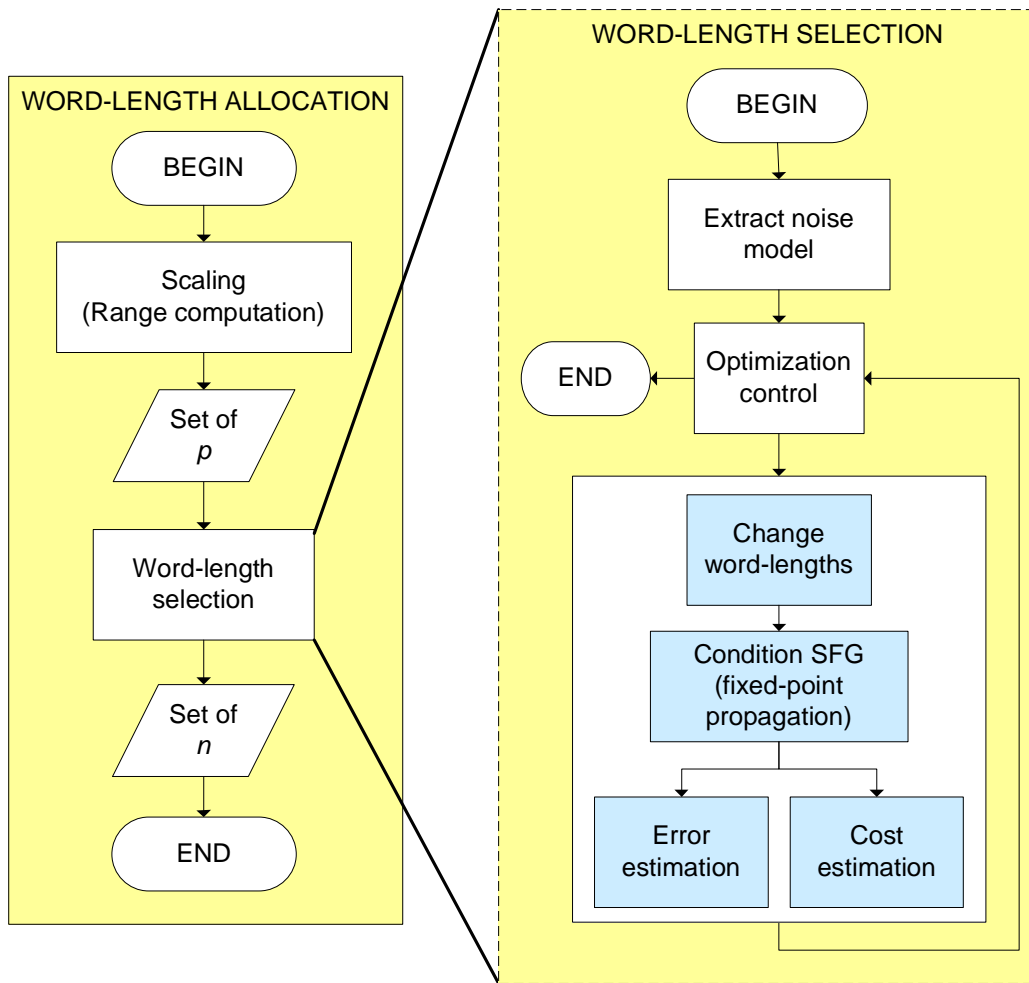 WORD-LENGTH ALLOCATION
BEGIN
Scaling
(Range computation)
Set of
p
Word-length
selection
Set of
n
END
WORD-LENGTH SELECTION
BEGIN
Extract noise
model
Optimization
control
END
Change
word-lengths
Condition SFG
(fixed-point
propagation)
Error
estimation
Cost
estimation